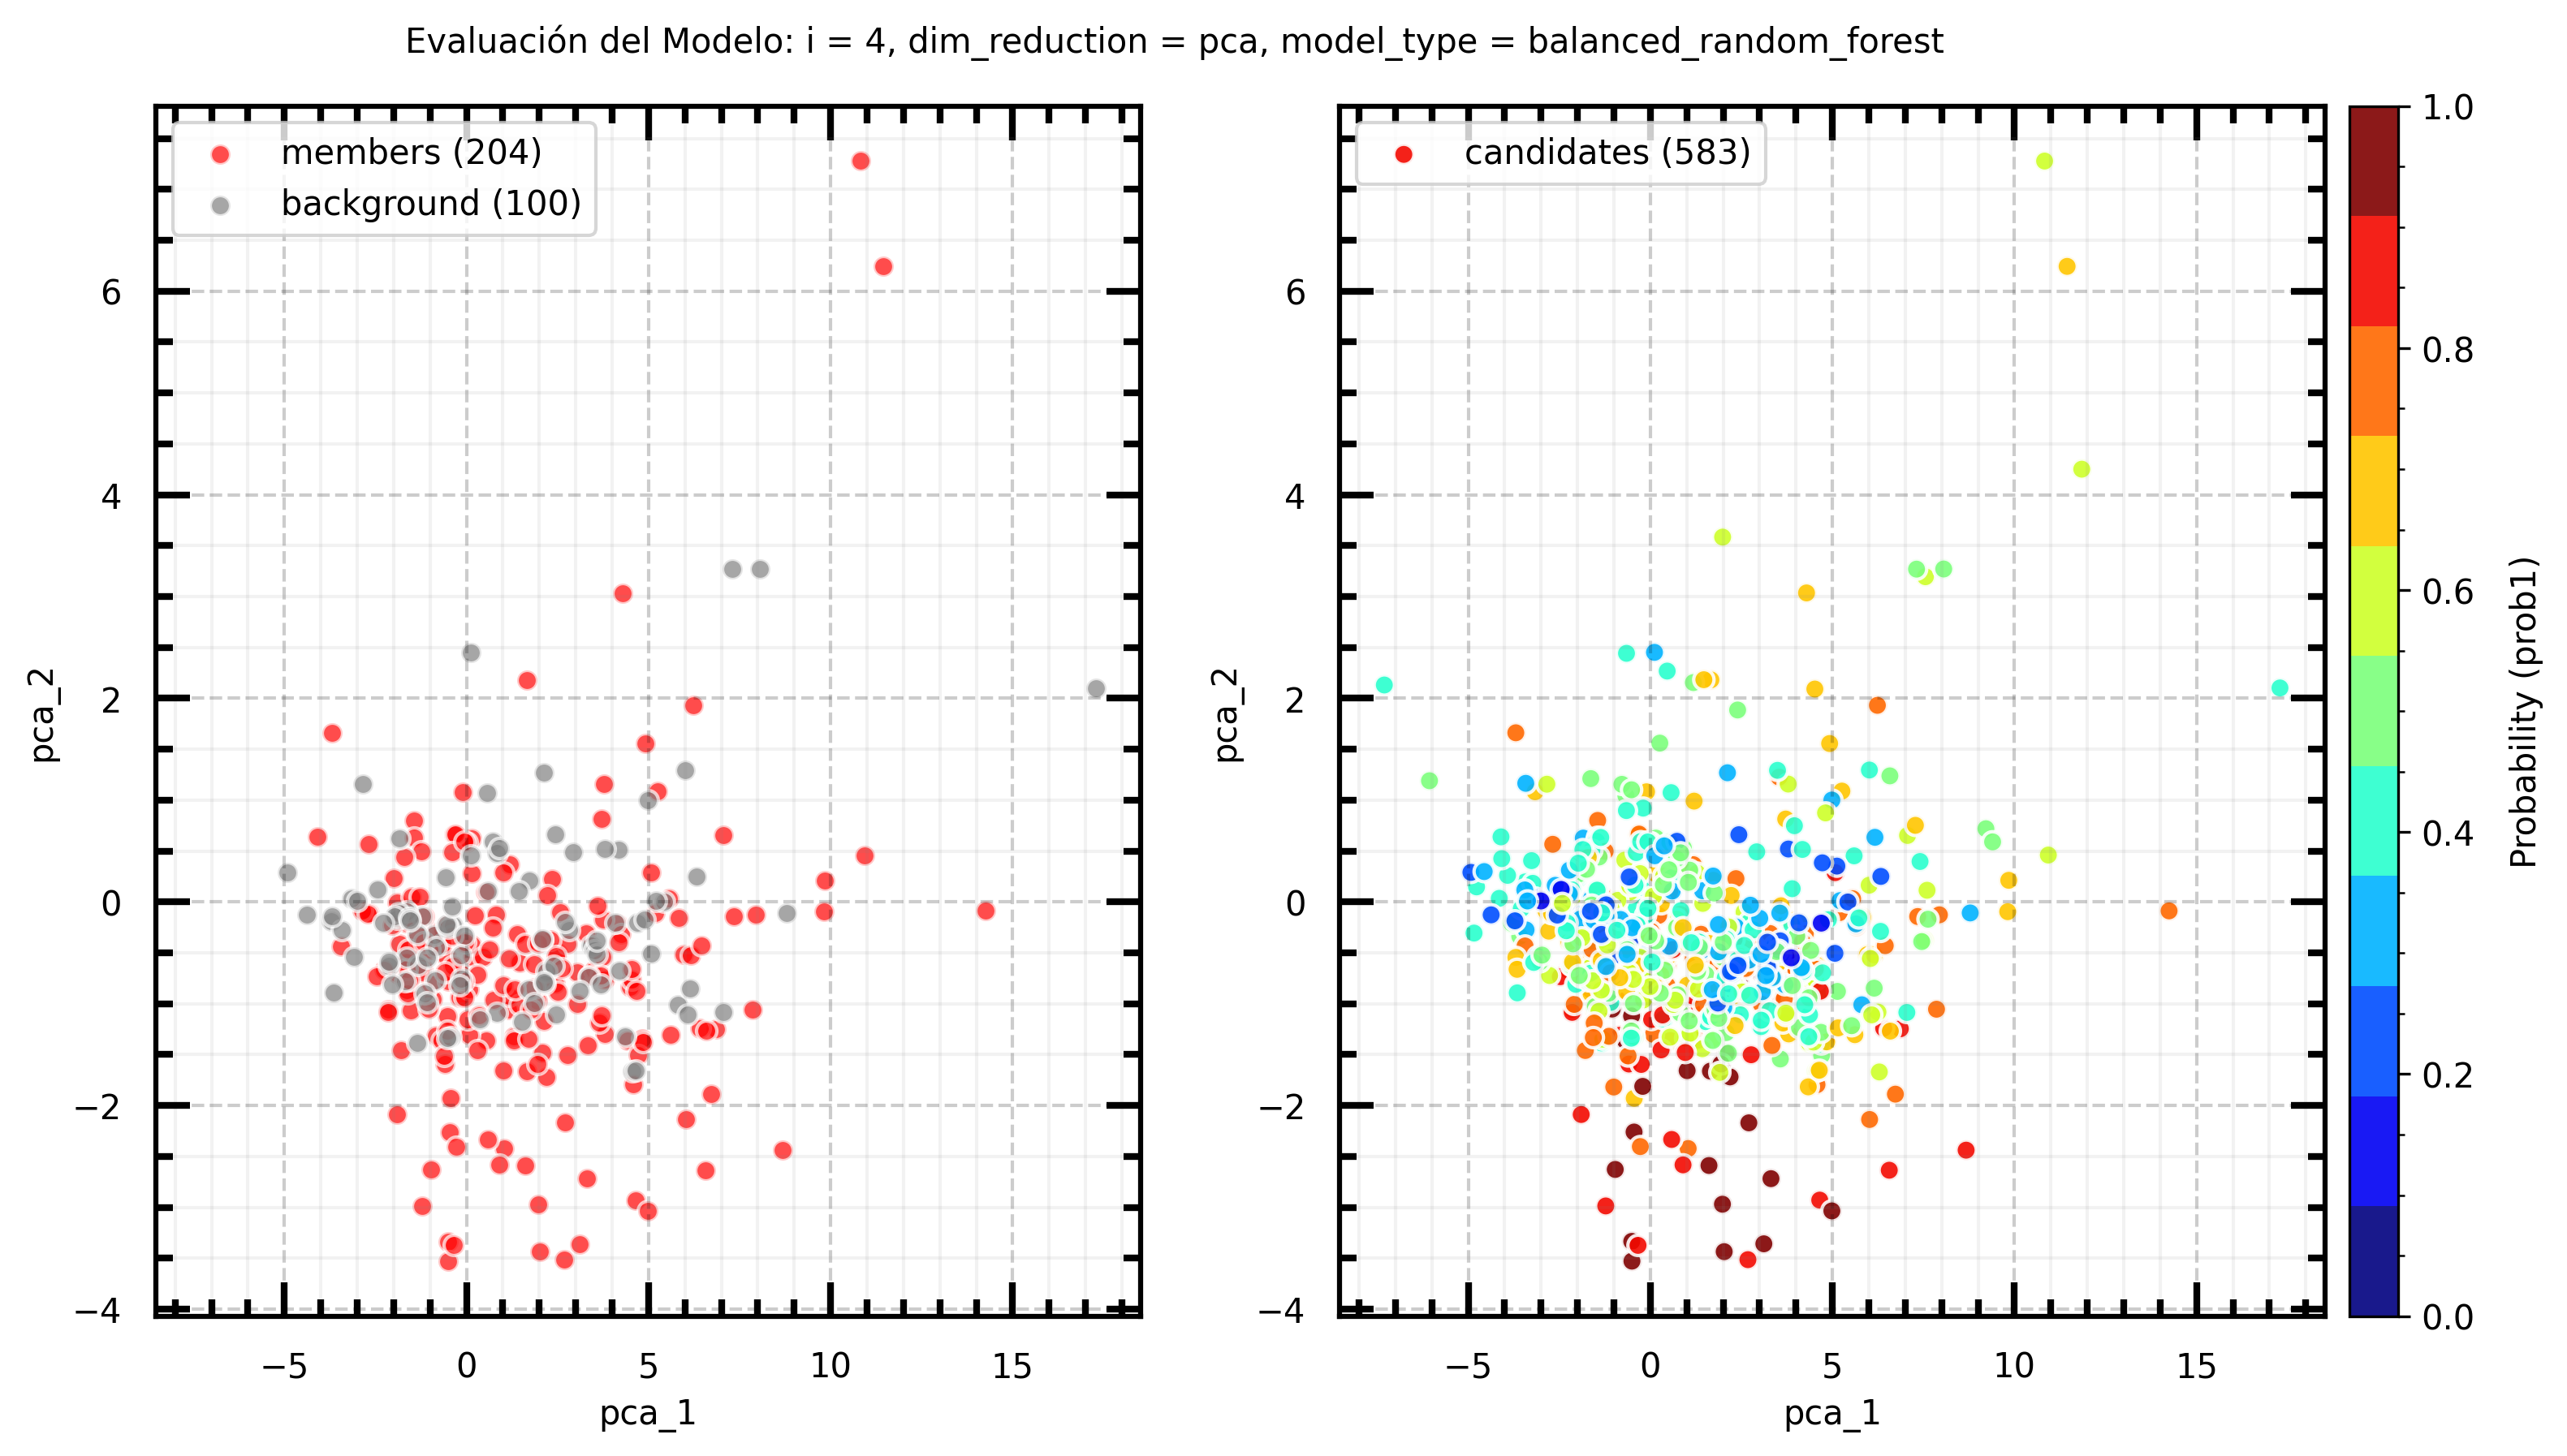 Evaluación del Modelo: i = 4, dim_reduction = pca, model_type = balanced_random_forest
members (204)
background (100)
6
4
2
0
−2
−4
pca_2
−5 0 5 10 15
pca_1
candidates (583)
6
4
2
0
−2
−4
pca_2
−5 0 5 10 15
pca_1
1.0
0.8
0.6
0.4
0.2
0.0
Probability (prob1)